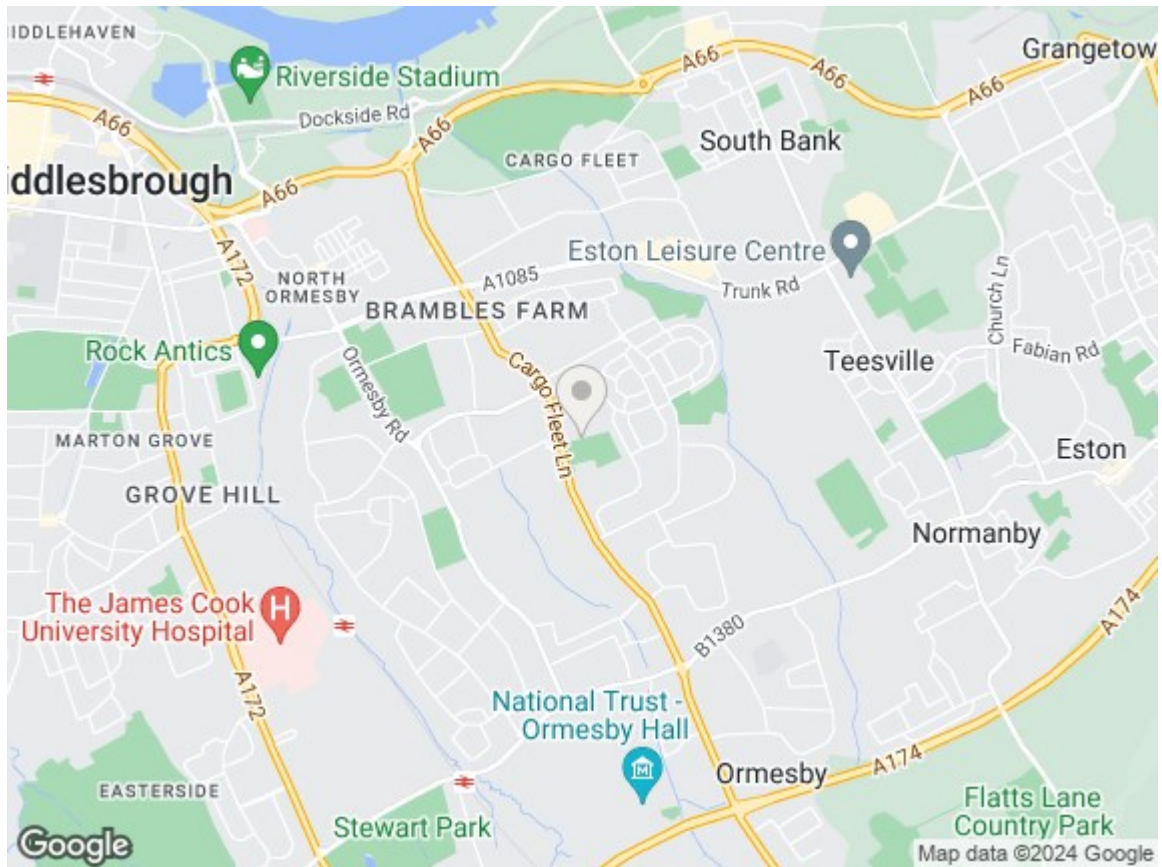 IDDLEHAVEN
Riverside Stadium
Dockside Rd
A66
A66
A66
A66
A66
A66
Grangetow
South Bank
CARGO FLEET
iddlesbrough
A172
NORTH
ORMESBY
A1085
BRAMBLES FARM
Eston Leisure Centre
Trunk Rd
Church Ln
Fabian Rd
Teesville
Rock Antics
Ormesby Rd
Cargo Fleet Ln
MARTON GROVE
GROVE HILL
Eston
Normanby
The James Cook
University Hospital
H
A172
B1380
A174
National Trust -
Ormesby Hall
M
Ormesby
A174
EASTERSIDE
Stewart Park
Flatts Lane
Country Park
Google
Map data ©2024 Google